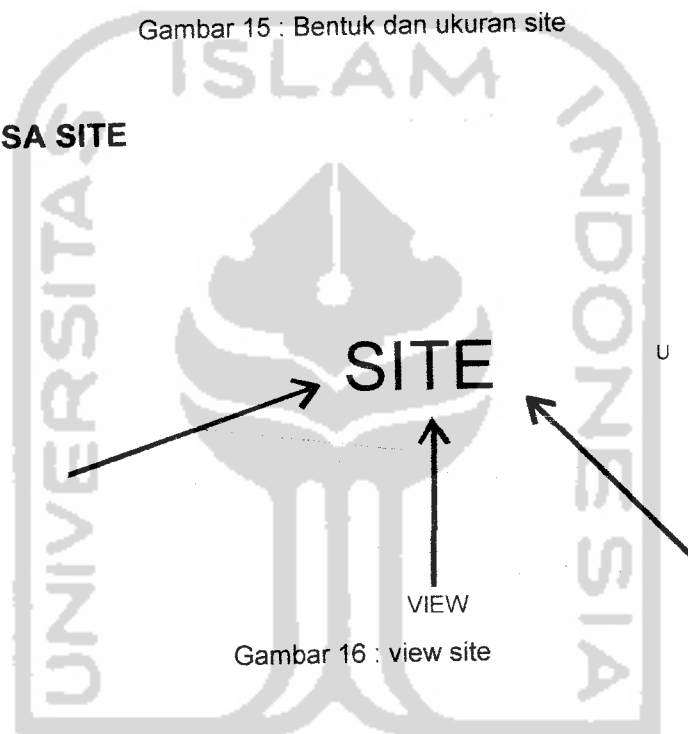 Gambar 15 : Bentuk dan ukuran site
ISLAM
SA SITE
UNIVERSITAS
INDONESIA
SITE
U
VIEW
Gambar 16 : view site